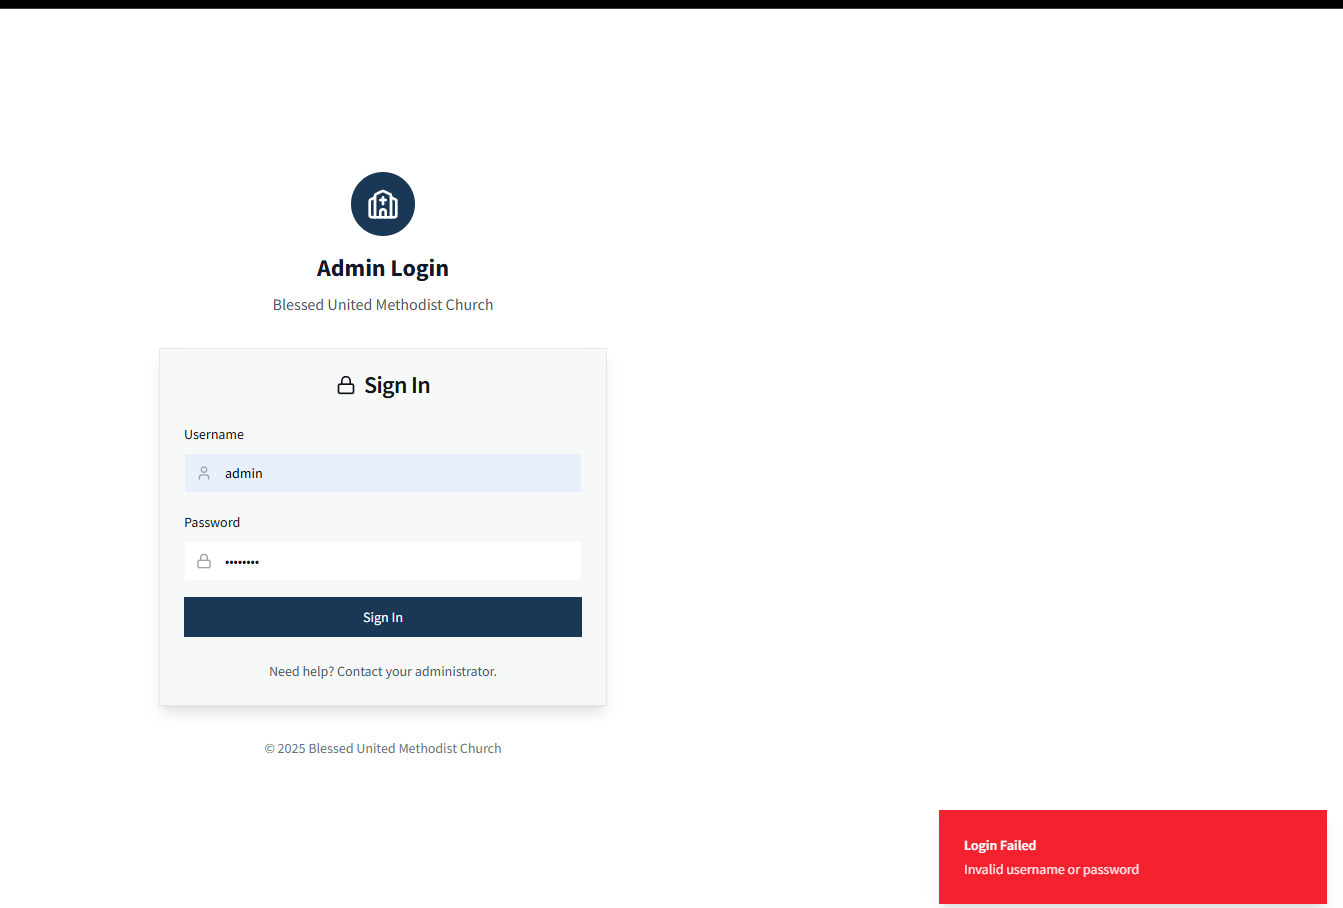 Admin Login
Blessed United Methodist Church
Sign In
Username
admin
Password
••••••••
Sign In
Need help? Contact your administrator.
© 2025 Blessed United Methodist Church
Login Failed
Invalid username or password